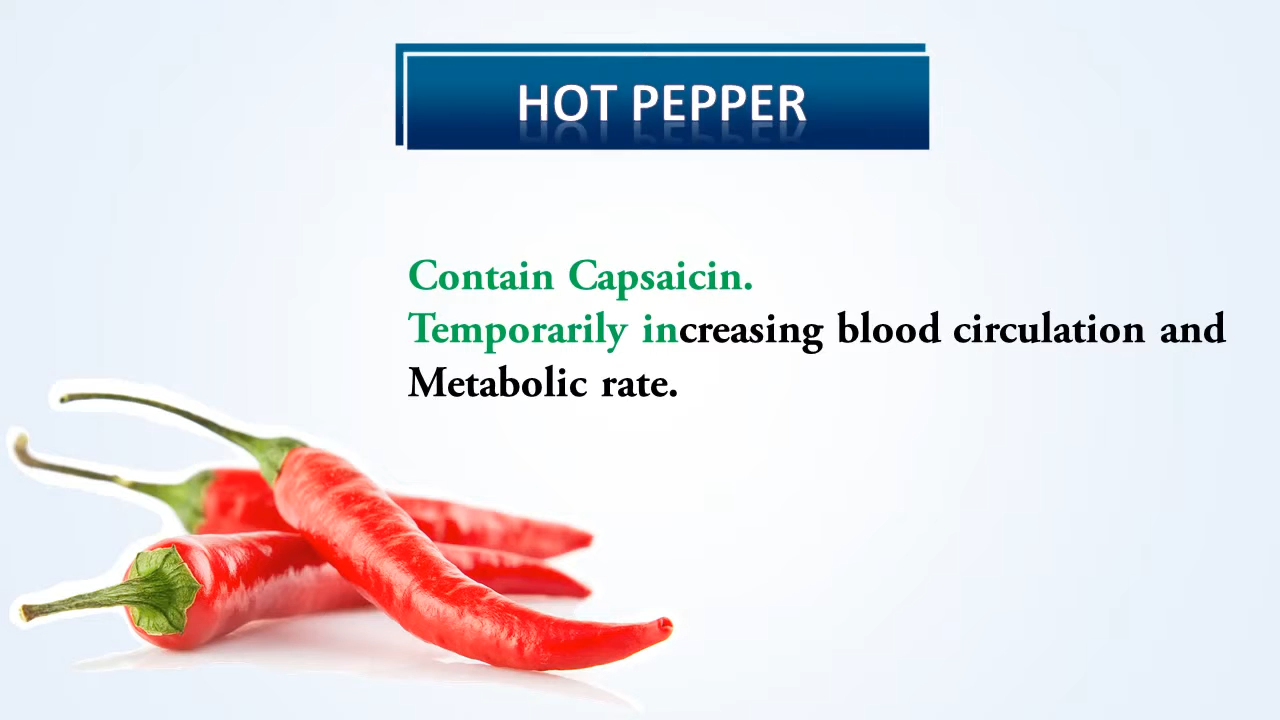 HOT PEPPER
Contain Capsaicin.
Temporarily increasing blood circulation and
Metabolic rate.